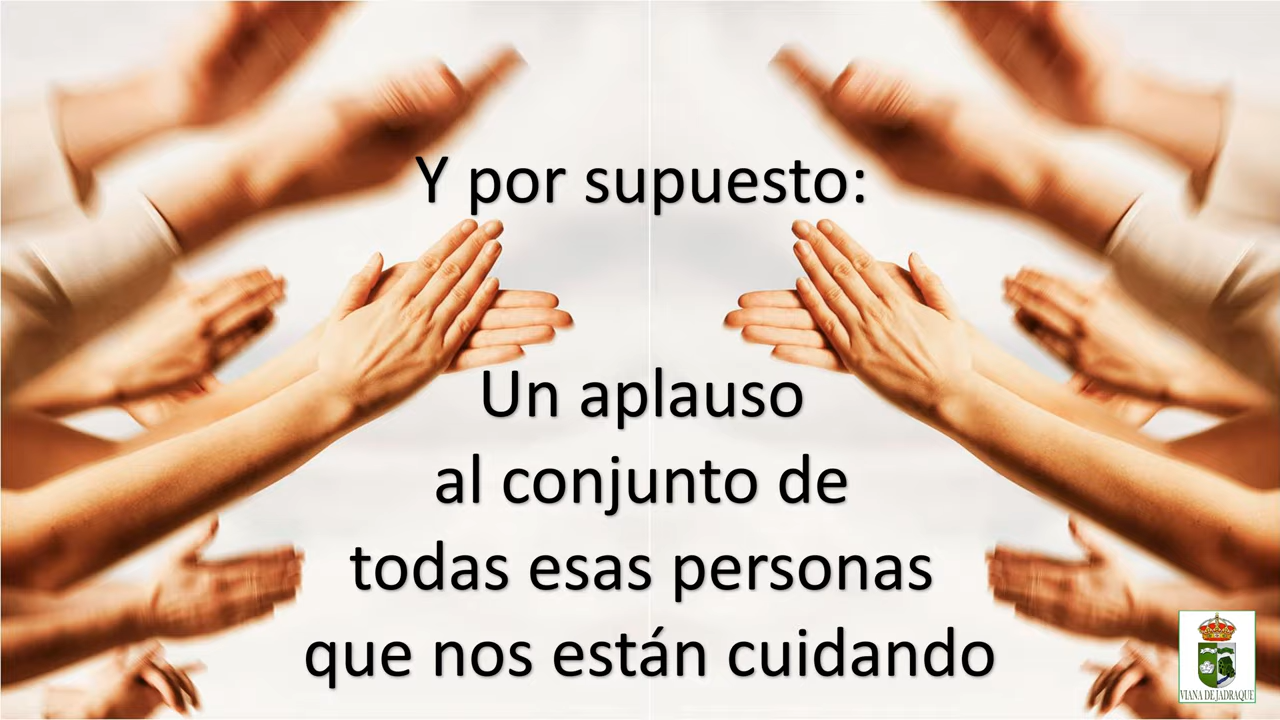 Y por supuesto:
Un aplauso
al conjunto de
todas esas personas
que nos están cuidando
VIANA DE JADRAQUE